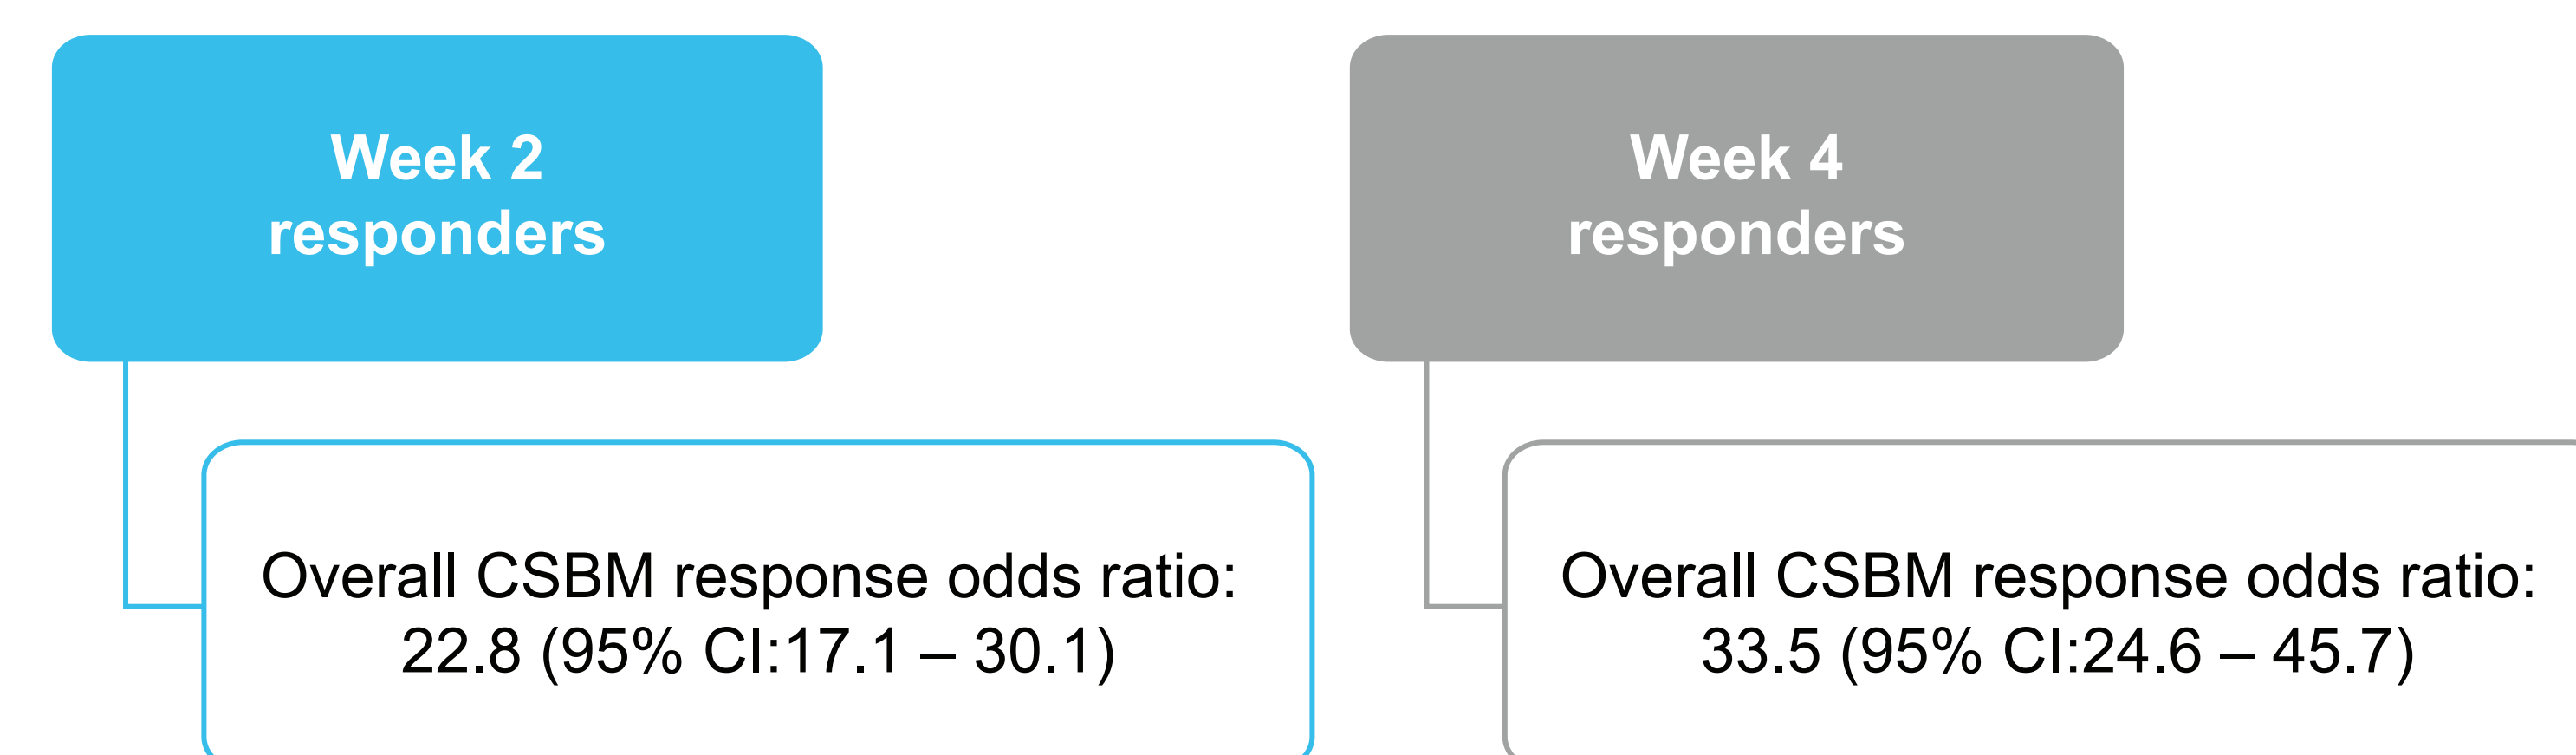 Week 2
responders
Overall CSBM response odds ratio:
22.8 (95% CI:17.1 – 30.1)
Week 4
responders
Overall CSBM response odds ratio:
33.5 (95% CI:24.6 – 45.7)